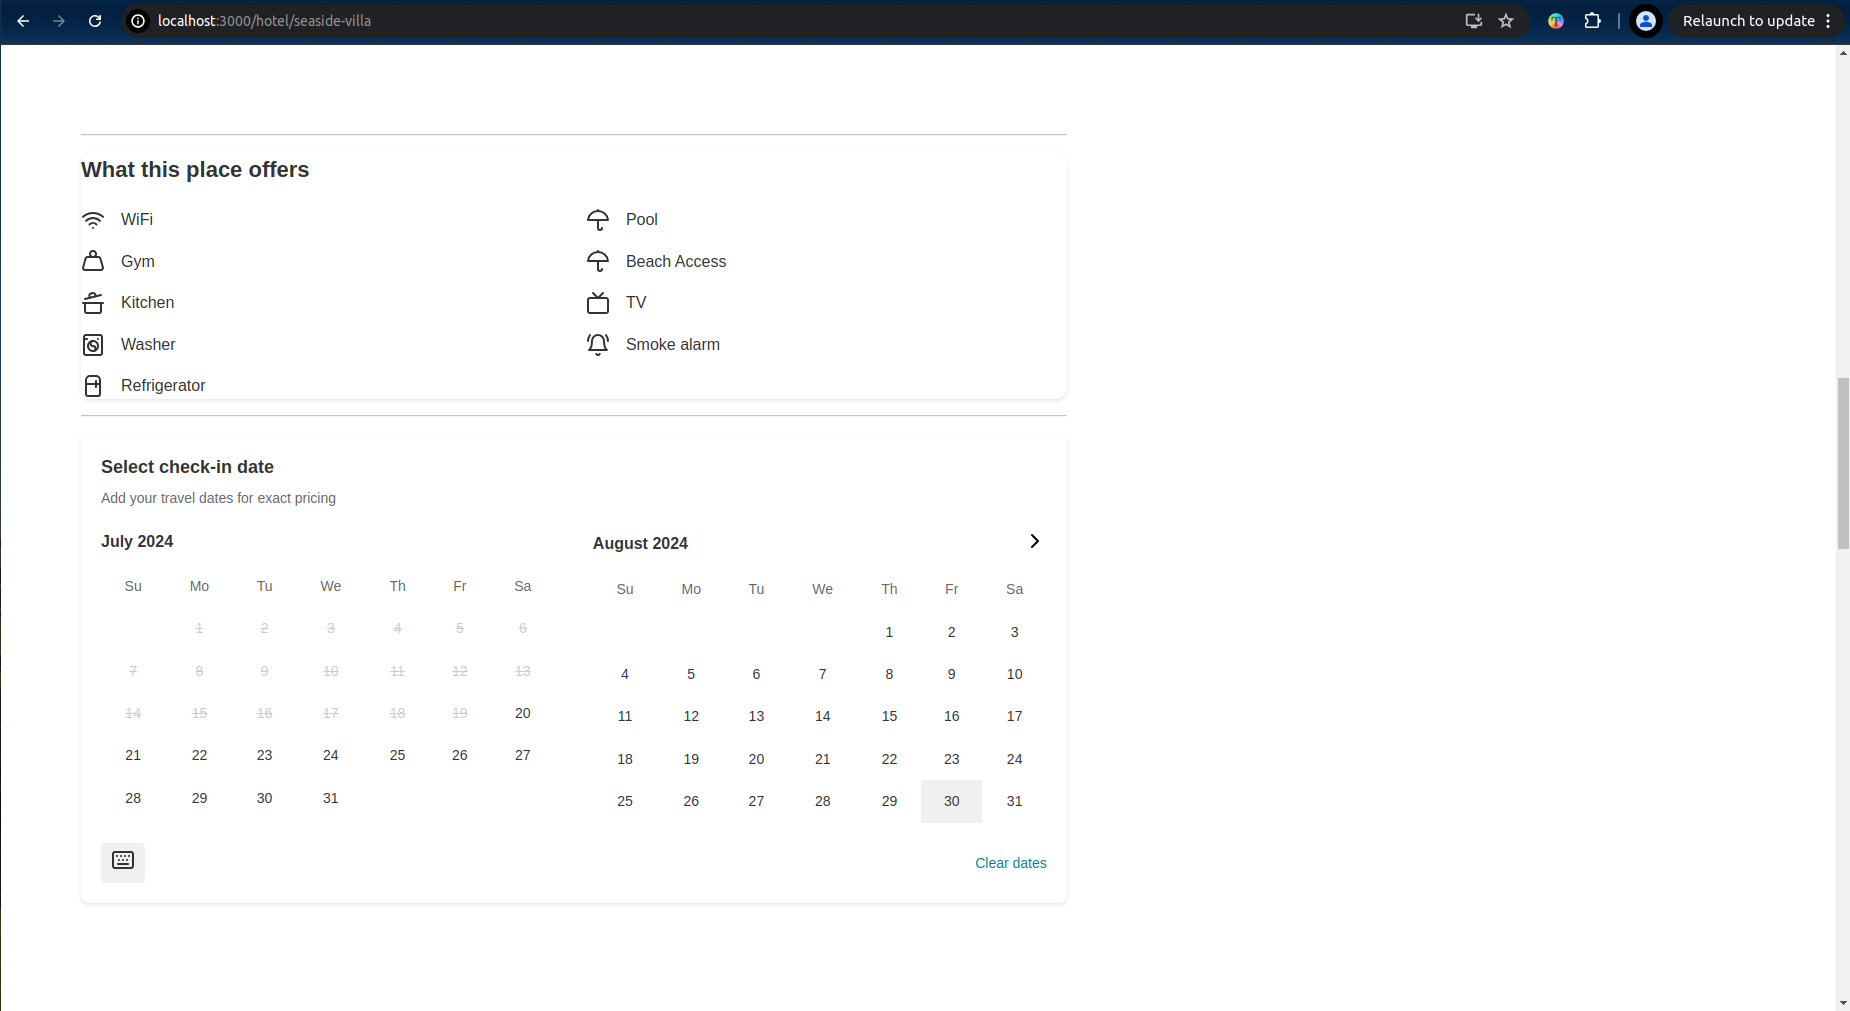 localhost:3000/hotel/seaside-villa
Relaunch to update
What this place offers
WiFi Pool
Gym Beach Access
Kitchen TV
Washer Smoke alarm
Refrigerator
Select check-in date
Add your travel dates for exact pricing
July 2024
Su Mo Tu We Th Fr Sa
1 2 3 4 5 6
7 8 9 10 11 12 13
14 15 16 17 18 19 20
21 22 23 24 25 26 27
28 29 30 31
August 2024
Su Mo Tu We Th Fr Sa
1 2 3
4 5 6 7 8 9 10
11 12 13 14 15 16 17
18 19 20 21 22 23 24
25 26 27 28 29 30 31
Clear dates